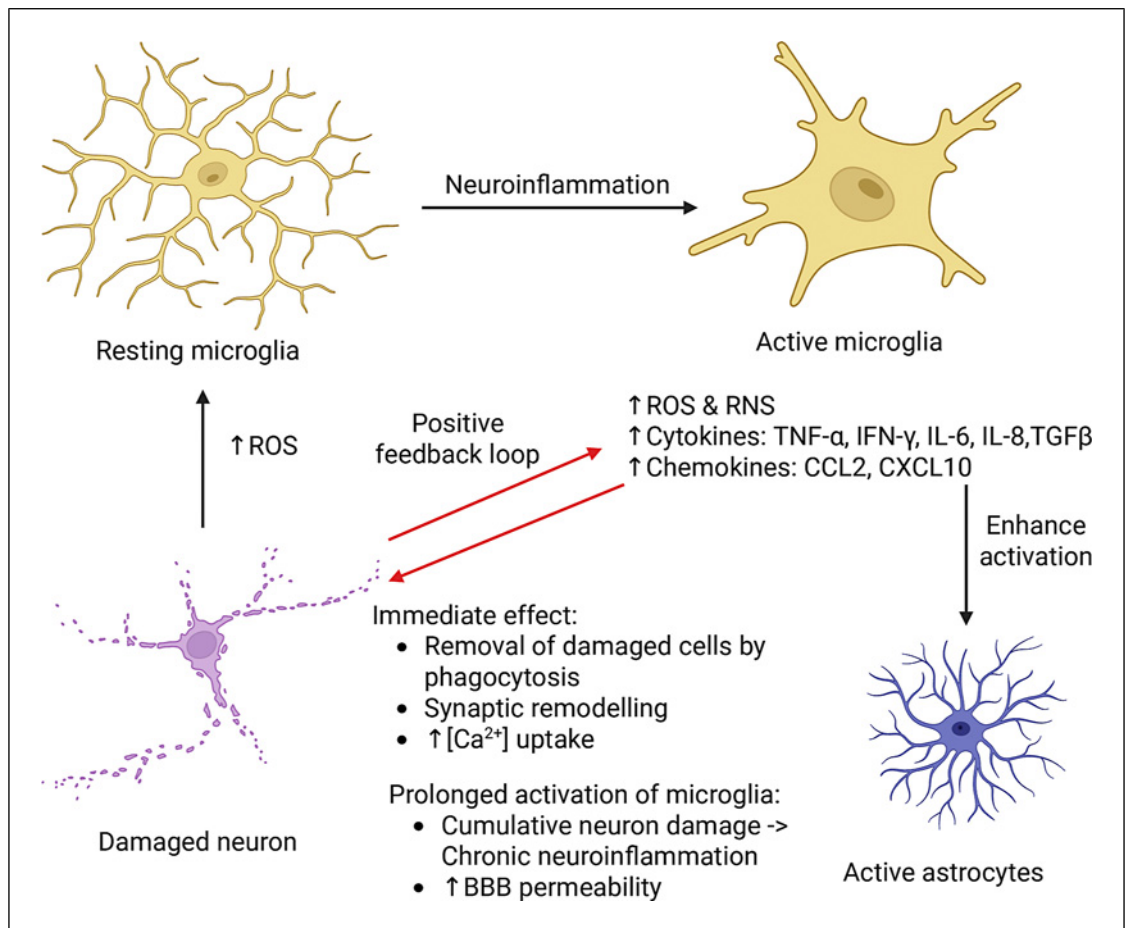 Neuroinflammation
Resting microglia
Active microglia
↑ROS
Positive
feedback loop
↑ROS & RNS
↑Cytokines: TNF-α, IFN-γ, IL-6, IL-8,TGFβ
↑Chemokines: CCL2, CXCL10
Enhance
activation
Immediate effect:
• Removal of damaged cells by
phagocytosis
• Synaptic remodelling
• ↑[Ca²⁺] uptake
Damaged neuron
Prolonged activation of microglia:
• Cumulative neuron damage ->
Chronic neuroinflammation
• ↑BBB permeability
Active astrocytes